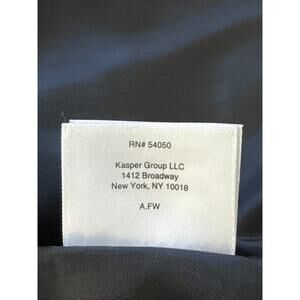 RN# 54050
Kasper Group LLC
1412 Broadway
New York, NY 10018
A.FW